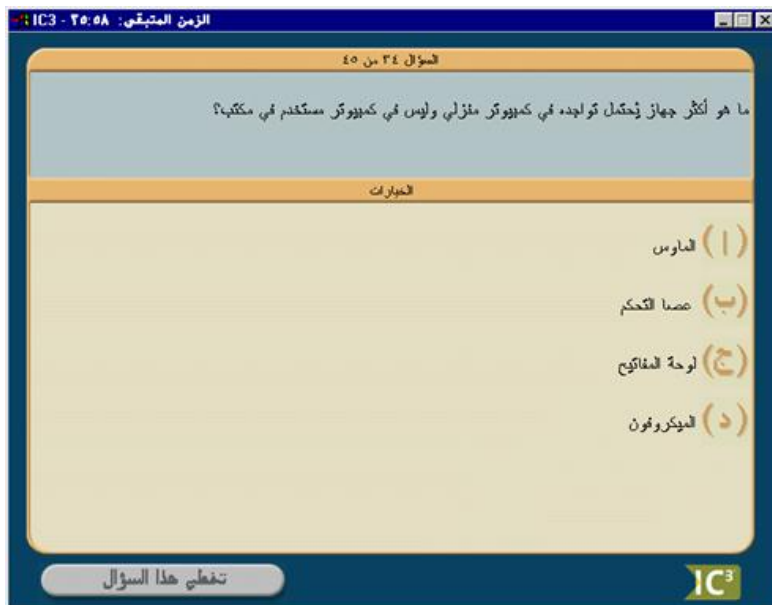 الزمن المتبقي: ٢٥:٥٨ - IC3
السؤال ٣٤ من ٤٥
ما هو أكثر جهاز يُحتمل تواجده في كمبيوتر منزلي وليس في كمبيوتر مستخدم في مكتب؟
الخيارات
(ا) الماوس
(ب) عصا التحكم
(ج) لوحة المفاتيح
(د) الميكروفون
تخطي هذا السؤال
IC³